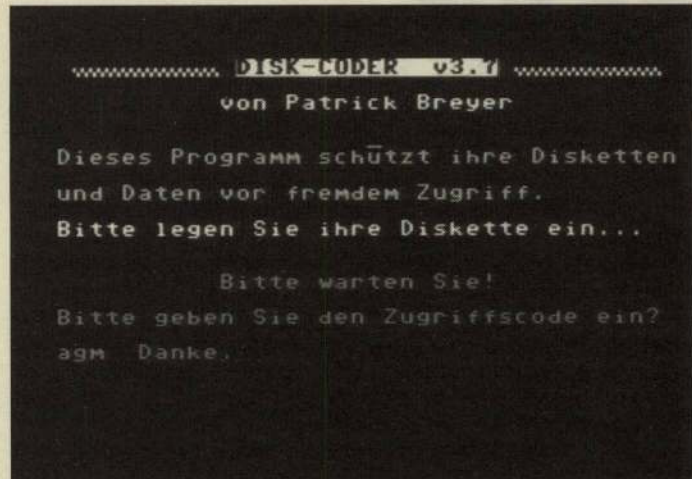 DISK-CODER v3.1
von Patrick Breyer
Dieses Programm schützt ihre Disketten
und Daten vor fremdem Zugriff.
Bitte legen Sie ihre Diskette ein...
Bitte warten Sie!
Bitte geben Sie den Zugriffscode ein?
agm Danke.